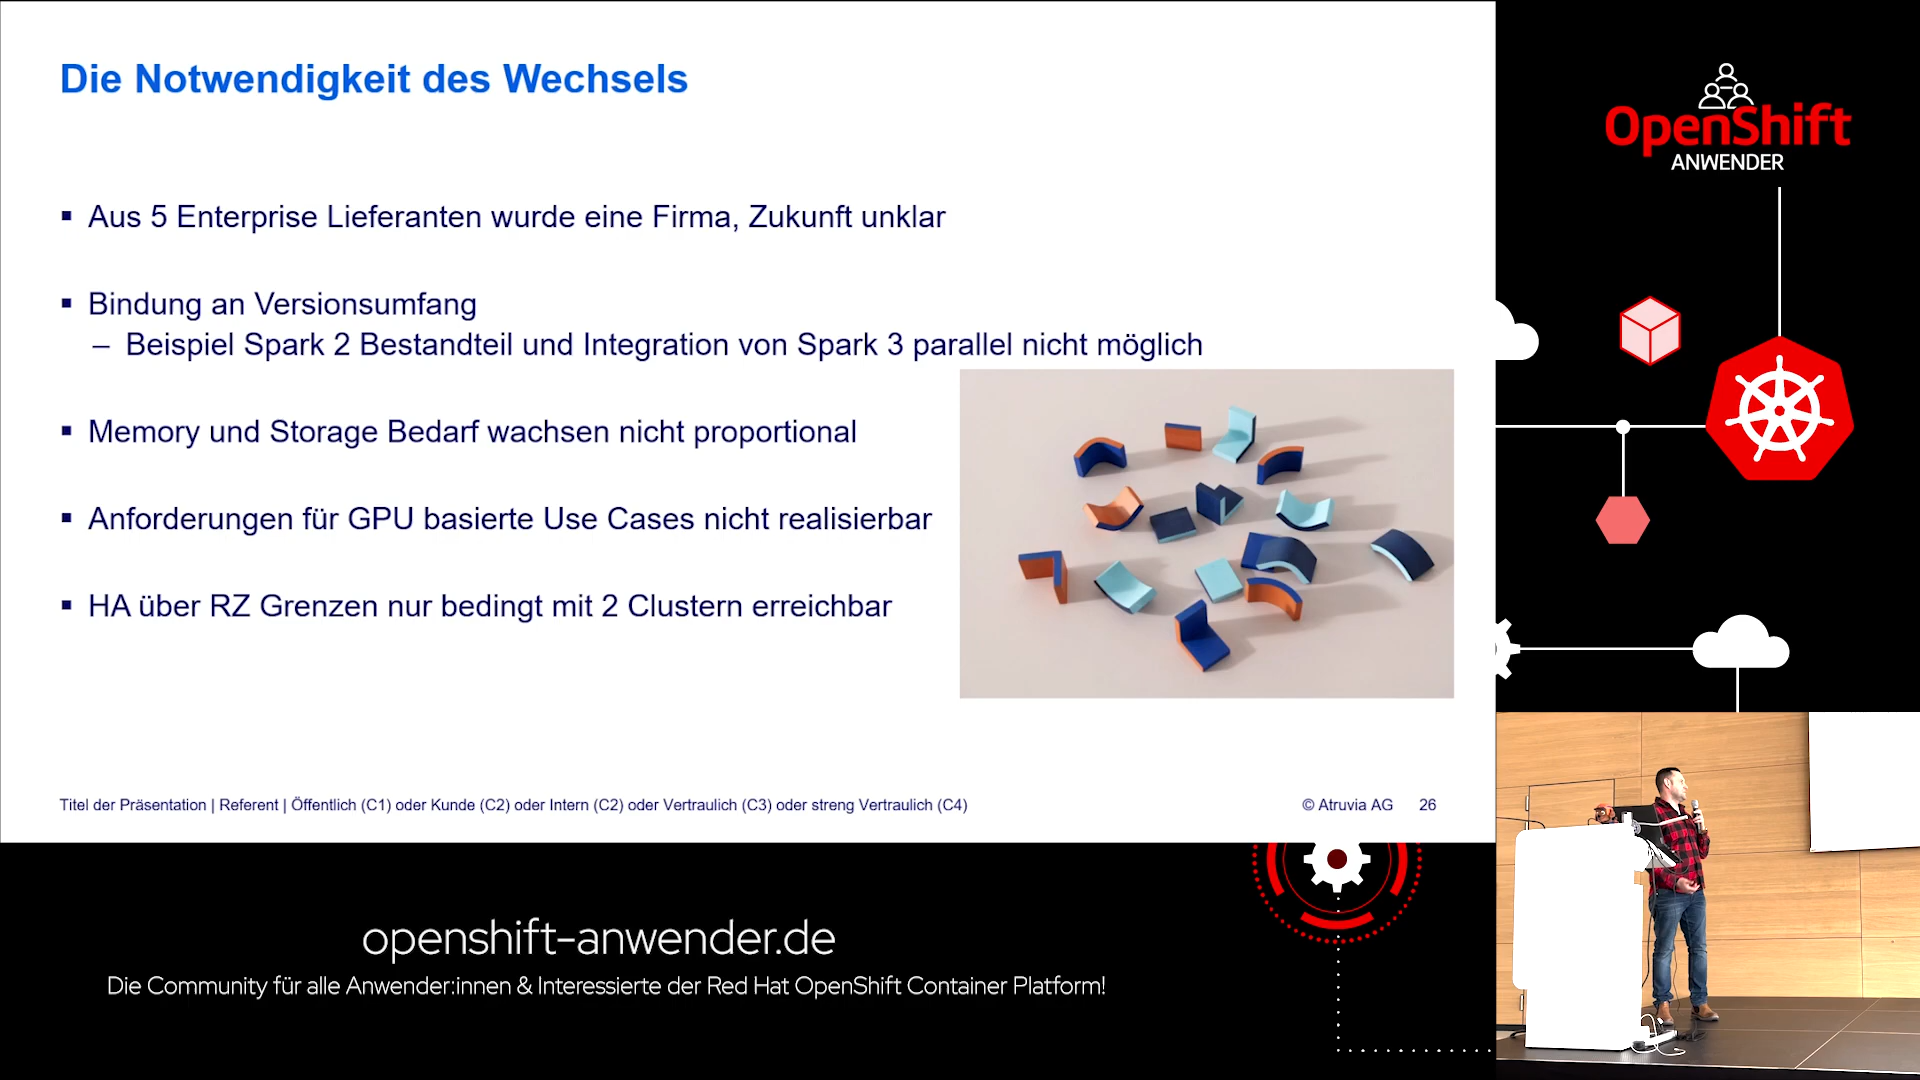 Die Notwendigkeit des Wechsels
▪ Aus 5 Enterprise Lieferanten wurde eine Firma, Zukunft unklar
▪ Bindung an Versionsumfang
– Beispiel Spark 2 Bestandteil und Integration von Spark 3 parallel nicht möglich
▪ Memory und Storage Bedarf wachsen nicht proportional
▪ Anforderungen für GPU basierte Use Cases nicht realisierbar
▪ HA über RZ Grenzen nur bedingt mit 2 Clustern erreichbar
Titel der Präsentation | Referent | Öffentlich (C1) oder Kunde (C2) oder Intern (C2) oder Vertraulich (C3) oder streng Vertraulich (C4)
© Atruvia AG 26
OpenShift
ANWENDER
openshift-anwender.de
Die Community für alle Anwender:innen & Interessierte der Red Hat OpenShift Container Platform!